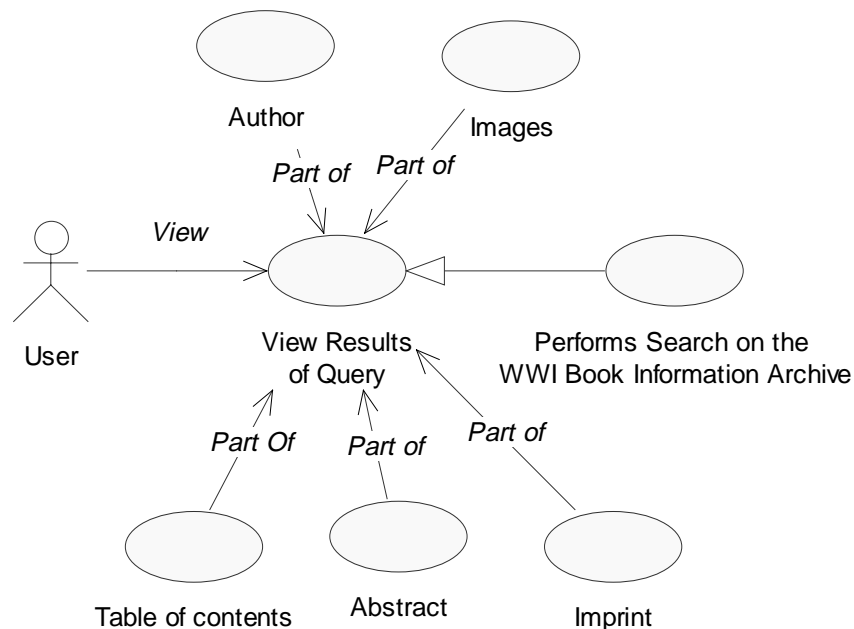 Author
Images
Part of
Part of
View
User
View Results
of Query
Performs Search on the
WWI Book Information Archive
Part Of
Part of
Part of
Table of contents
Abstract
Imprint